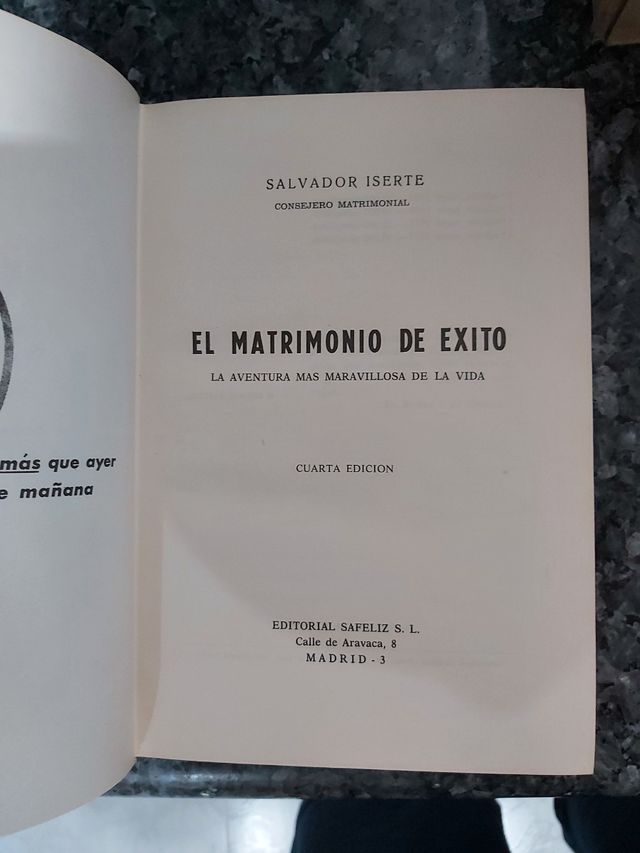 más que ayer
mañana
SALVADOR ISERTE
CONSEJERO MATRIMONIAL
EL MATRIMONIO DE EXITO
LA AVENTURA MAS MARAVILLOSA DE LA VIDA
CUARTA EDICION
EDITORIAL SAFELIZ S. L.
Calle de Aravaca, 8
MADRID - 3